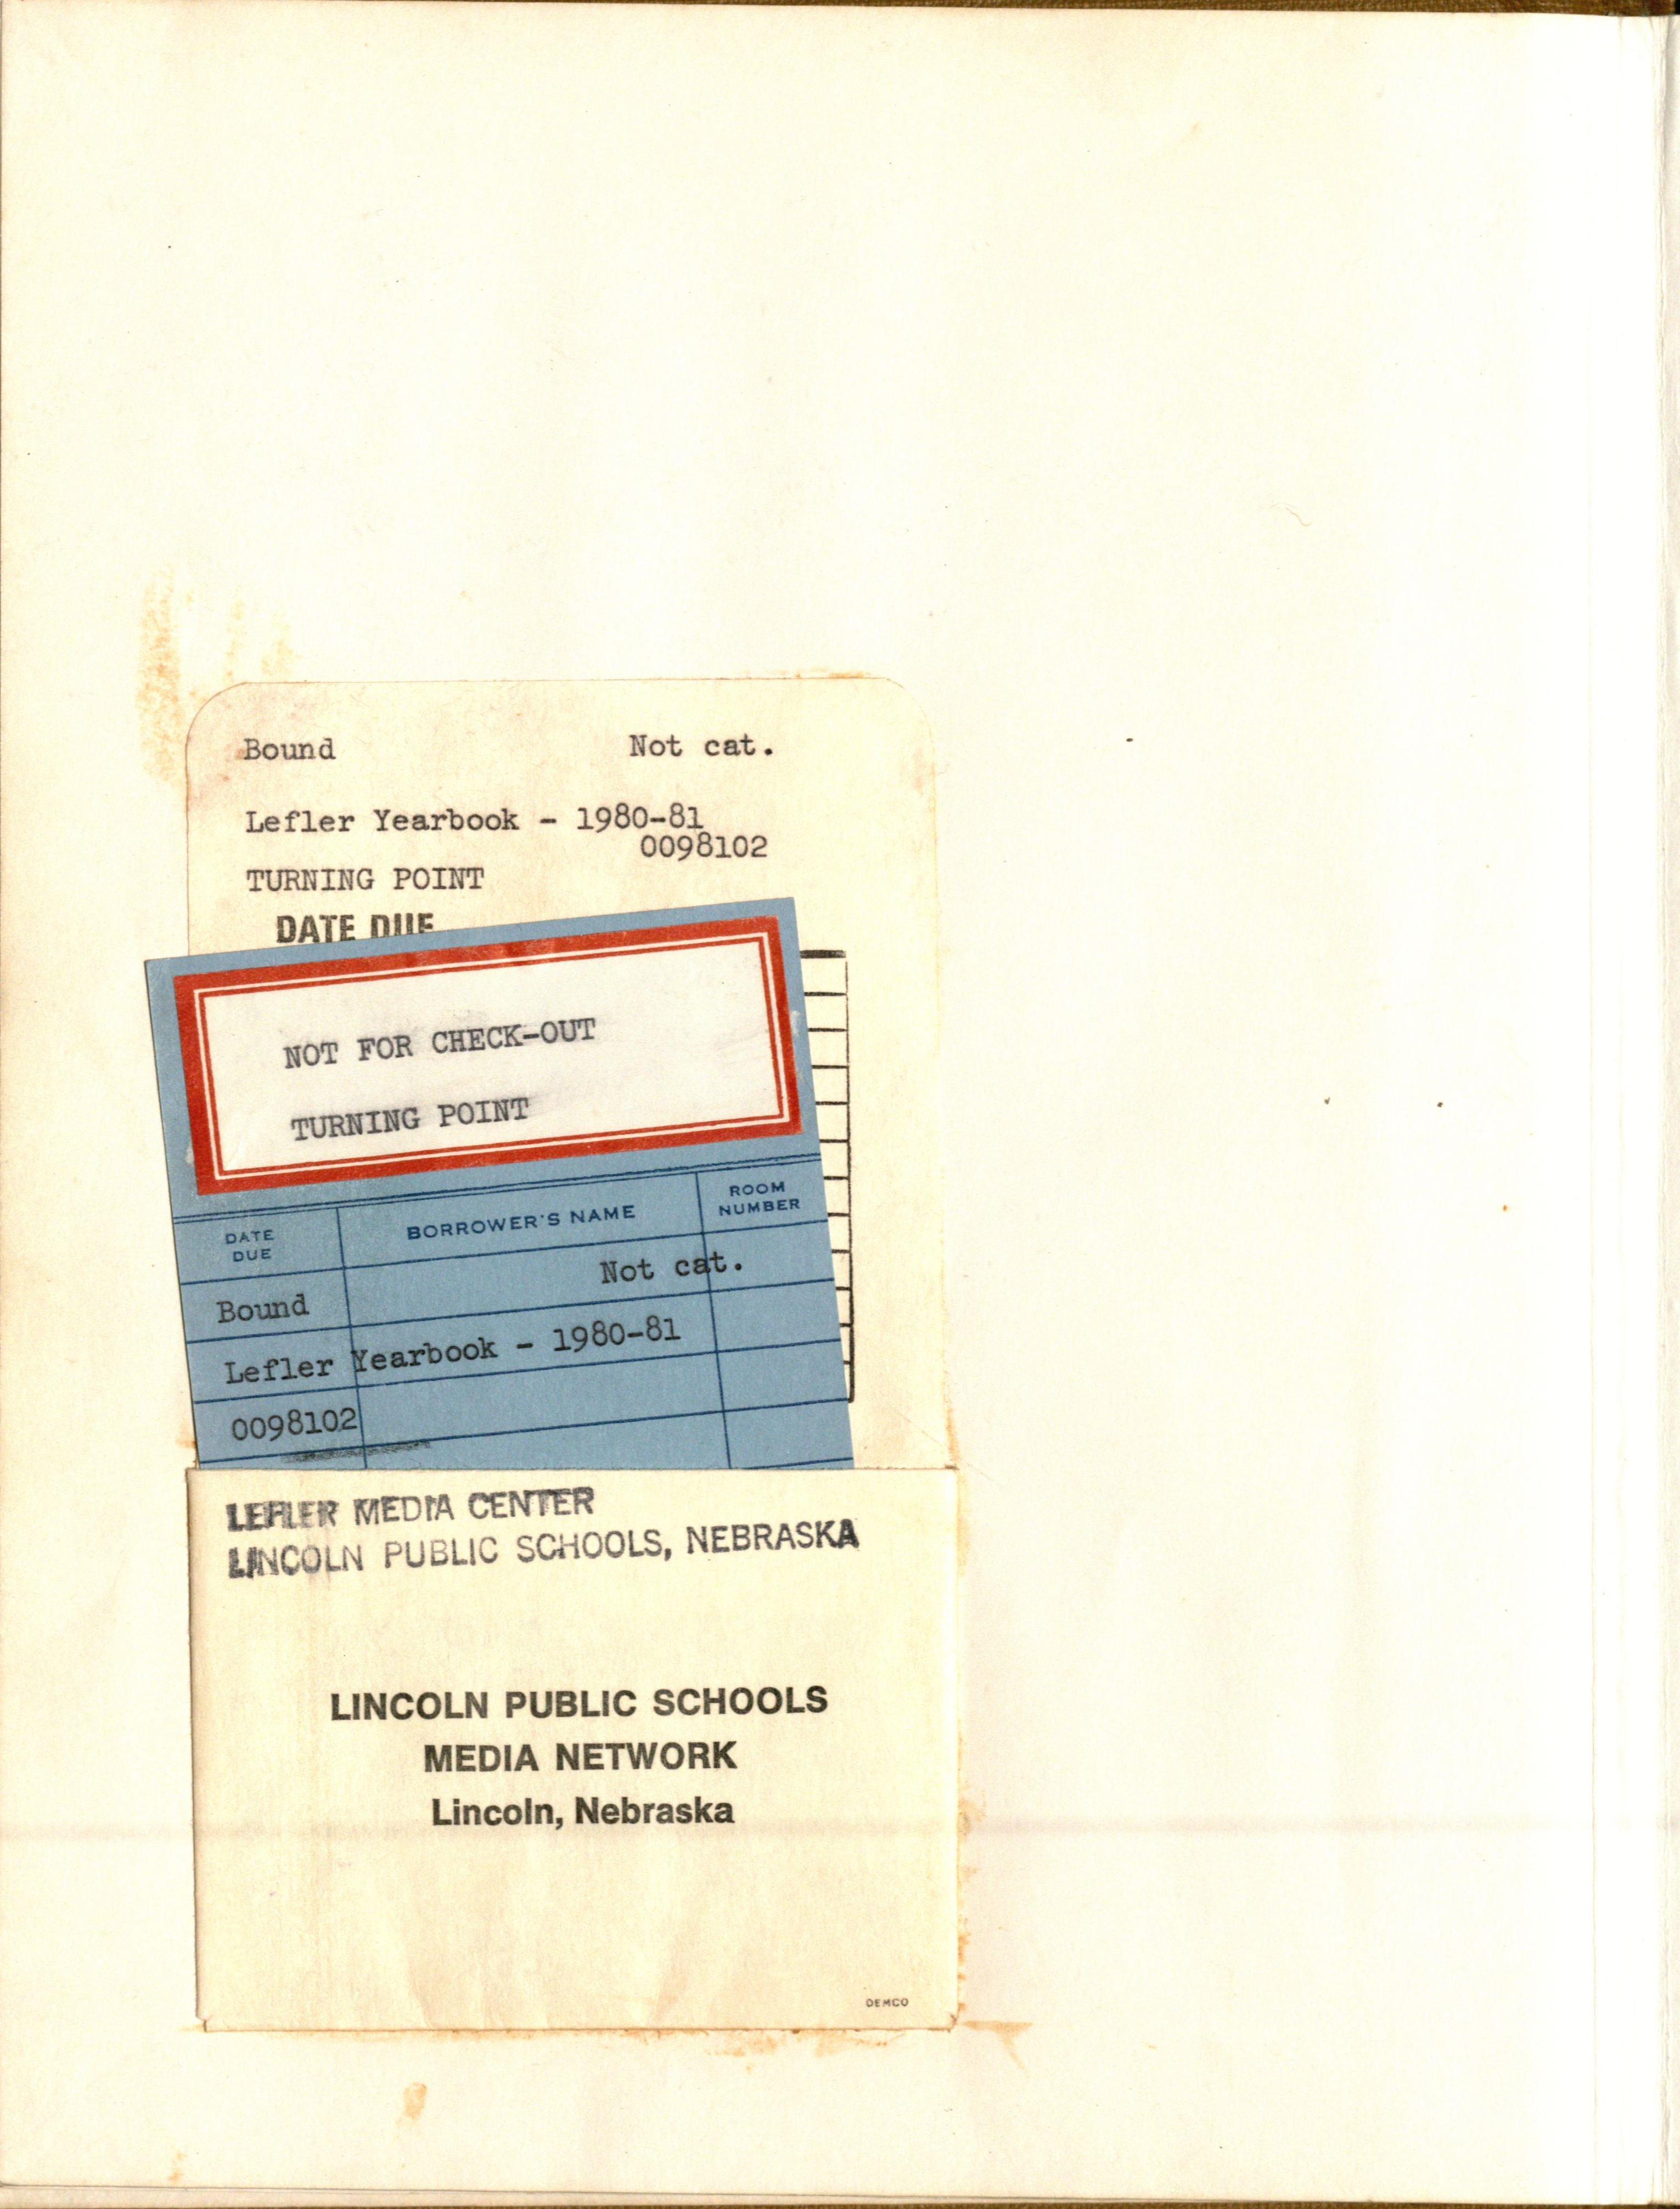 Bound Not cat.
Lefler Yearbook - 1980-81
0098102
TURNING POINT
DATE DUE
NOT FOR CHECK-OUT
TURNING POINT
DATE DUE BORROWER'S NAME ROOM NUMBER
Not cat.
Bound
Lefler Yearbook - 1980-81
0098102
LEFLER MEDIA CENTER
LINCOLN PUBLIC SCHOOLS, NEBRASKA
LINCOLN PUBLIC SCHOOLS
MEDIA NETWORK
Lincoln, Nebraska
DEMCO